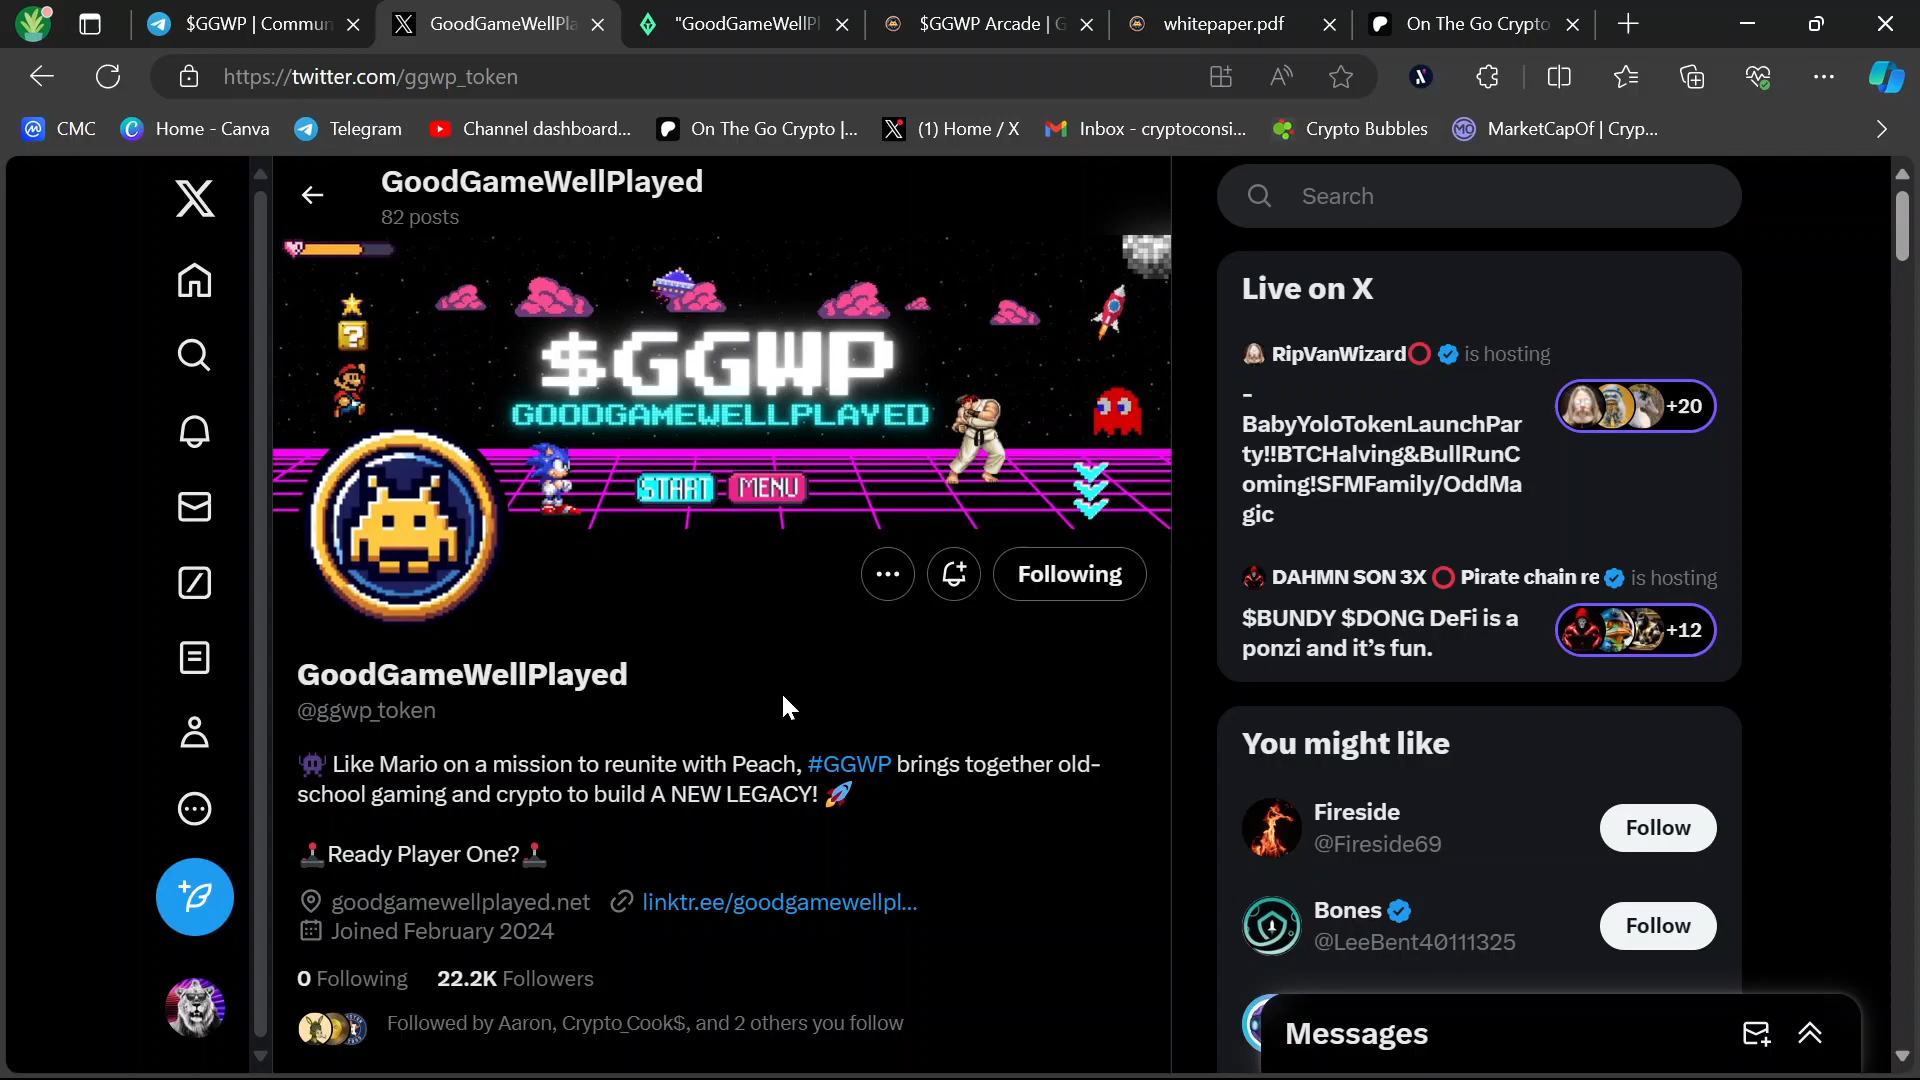 $GGWP | Commun
GoodGameWellPla
"GoodGameWellPl
$GGWP Arcade | G
whitepaper.pdf
On The Go Crypto
https://twitter.com/ggwp_token
CMC
Home - Canva
Telegram
Channel dashboard...
On The Go Crypto |...
(1) Home / X
Inbox - cryptoconsi...
Crypto Bubbles
MarketCapOf | Cryp...
GoodGameWellPlayed
82 posts
$GGWP
GOODGAMEWELLPLAYED
START
MENU
Following
GoodGameWellPlayed
@ggwp_token
Like Mario on a mission to reunite with Peach, #GGWP brings together old-
school gaming and crypto to build A NEW LEGACY!
Ready Player One?
goodgamewellplayed.net linktr.ee/goodgamewellpl...
Joined February 2024
0 Following 22.2K Followers
Followed by Aaron, Crypto_Cook$, and 2 others you follow
Search
Live on X
RipVanWizard is hosting
-
BabyYoloTokenLaunchPar
ty!!BTCHalving&BullRunC
oming!SFMFamily/OddMa
gic
+20
DAHMN SON 3X Pirate chain re is hosting
$BUNDY $DONG DeFi is a
ponzi and it's fun.
+12
You might like
Fireside
@Fireside69
Follow
Bones
@LeeBent40111325
Follow
Messages